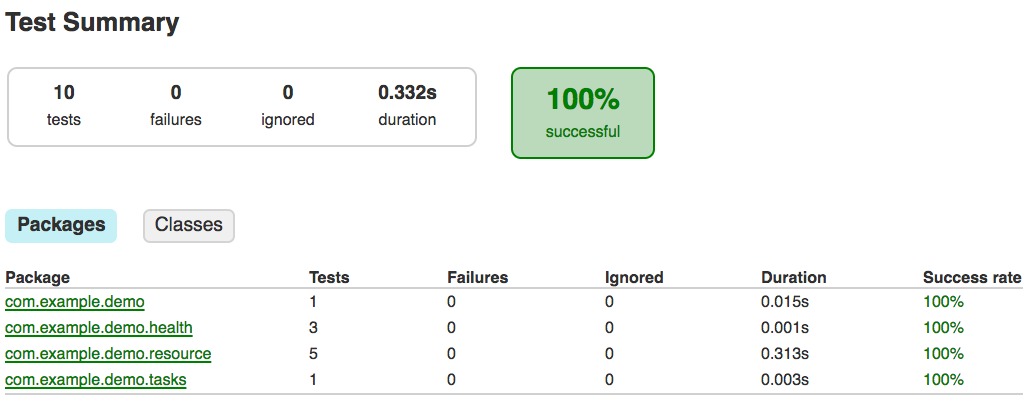 Test Summary
10 0 0 0.332s
tests failures ignored duration
100%
successful
Packages Classes
Package Tests Failures Ignored Duration Success rate
com.example.demo 1 0 0 0.015s 100%
com.example.demo.health 3 0 0 0.001s 100%
com.example.demo.resource 5 0 0 0.313s 100%
com.example.demo.tasks 1 0 0 0.003s 100%